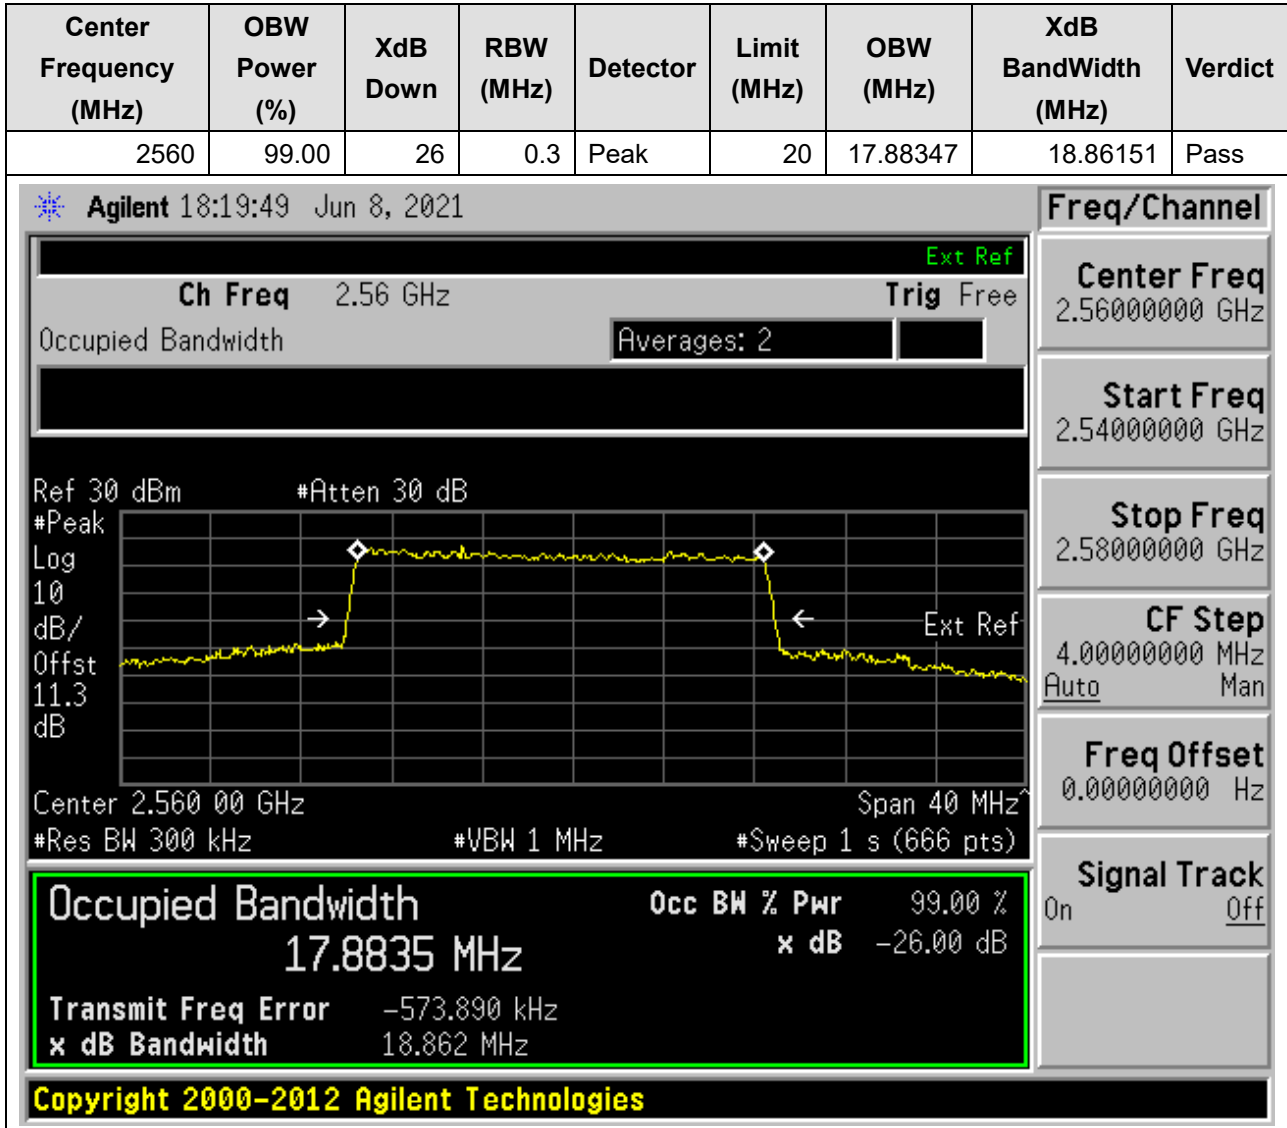 Center Frequency (MHz) OBW Power (%) XdB Down RBW (MHz) Detector Limit (MHz) OBW (MHz) XdB BandWidth (MHz) Verdict
2560 99.00 26 0.3 Peak 20 17.88347 18.86151 Pass
Agilent 18:19:49 Jun 8, 2021
Freq/Channel
Ext Ref
Ch Freq 2.56 GHz Trig Free
Occupied Bandwidth Averages: 2
Center Freq
2.56000000 GHz
Start Freq
2.54000000 GHz
Stop Freq
2.58000000 GHz
CF Step
4.00000000 MHz
Auto Man
Freq Offset
0.00000000 Hz
Signal Track
On Off
Ref 30 dBm #Atten 30 dB
#Peak
Log
10
dB/
Offst
11.3
dB
Ext Ref
Center 2.560 00 GHz Span 40 MHz^
#Res BW 300 kHz #VBW 1 MHz #Sweep 1 s (666 pts)
Occupied Bandwidth
17.8835 MHz
Occ BW % Pwr 99.00 %
x dB -26.00 dB
Transmit Freq Error -573.890 kHz
x dB Bandwidth 18.862 MHz
Copyright 2000-2012 Agilent Technologies